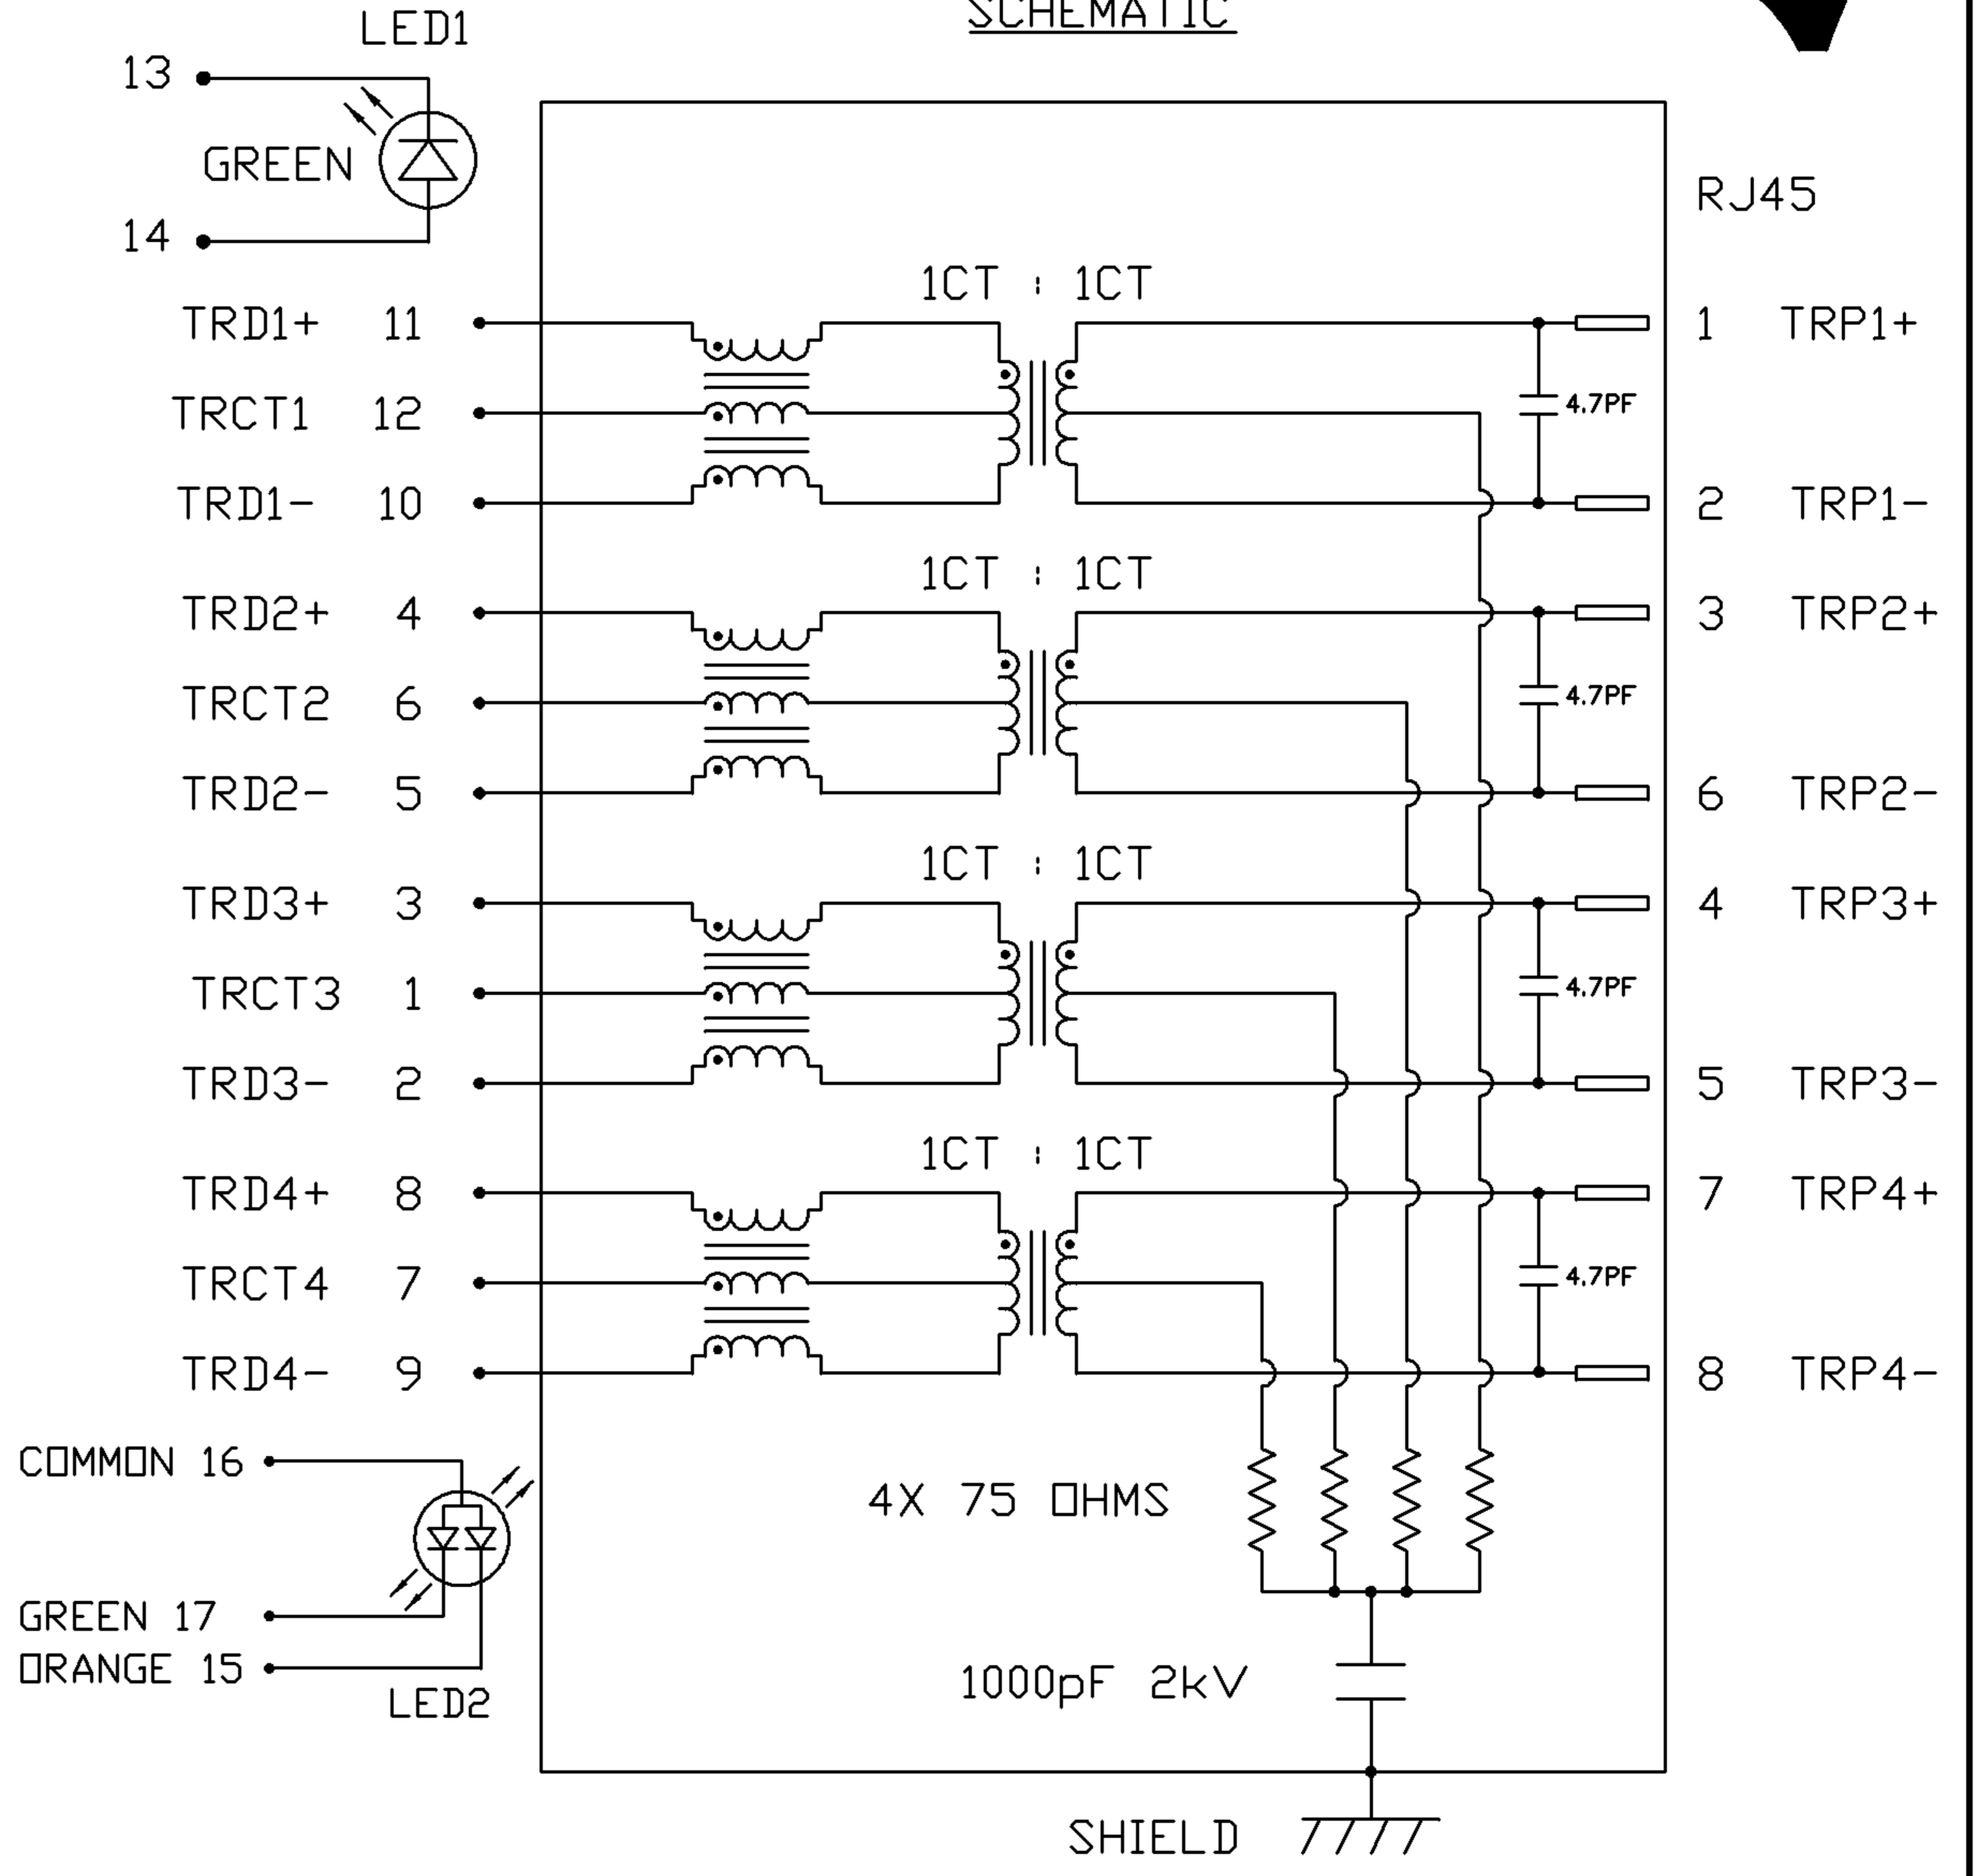 SCHEMATIC
LED1
13
GREEN
14
RJ45
1CT : 1CT
TRD1+ 11 1 TRP1+
4.7PF
TRCT1 12
TRD1- 10 2 TRP1-
1CT : 1CT
TRD2+ 4 3 TRP2+
4.7PF
TRCT2 6
TRD2- 5 6 TRP2-
1CT : 1CT
TRD3+ 3 4 TRP3+
4.7PF
TRCT3 1
TRD3- 2 5 TRP3-
1CT : 1CT
TRD4+ 8 7 TRP4+
4.7PF
TRCT4 7
TRD4- 9 8 TRP4-
COMMON 16
4X 75 OHMS
GREEN 17
ORANGE 15
LED2
1000pF 2kV
SHIELD